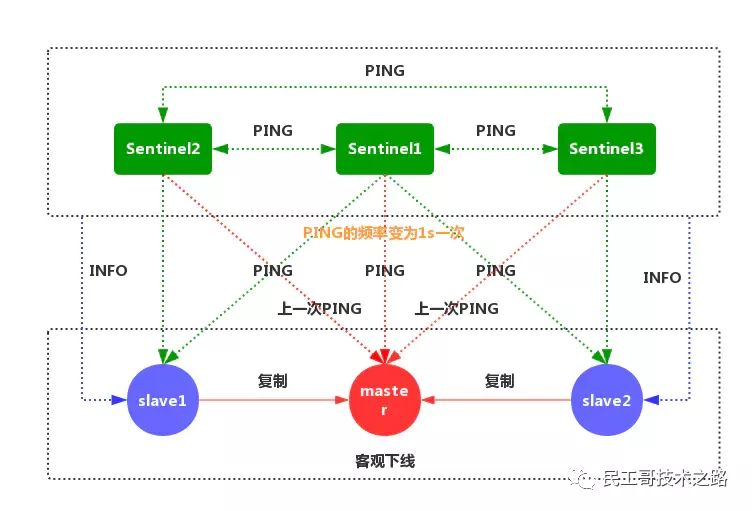 PING
Sentinel2
PING
Sentinel1
PING
Sentinel3
PING的频率变为1s一次
INFO
PING
PING
PING
INFO
上一次PING
上一次PING
slave1
复制
maste
r
复制
slave2
客观下线
民工哥技术之路